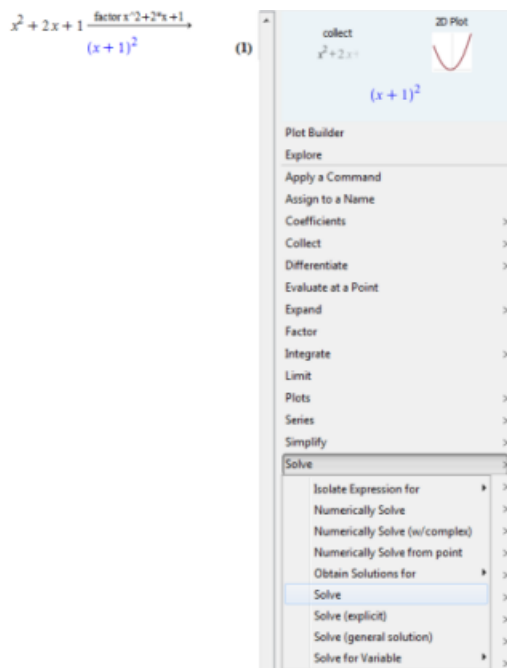 x² + 2x + 1 factor x^2+2*x+1
(x + 1)² (1)
collect
x² + 2x+
2D Plot
(x + 1)²
Plot Builder
Explore
Apply a Command
Assign to a Name
Coefficients
Collect
Differentiate
Evaluate at a Point
Expand
Factor
Integrate
Limit
Plots
Series
Simplify
Solve
Isolate Expression for
Numerically Solve
Numerically Solve (w/complex)
Numerically Solve from point
Obtain Solutions for
Solve
Solve (explicit)
Solve (general solution)
Solve for Variable